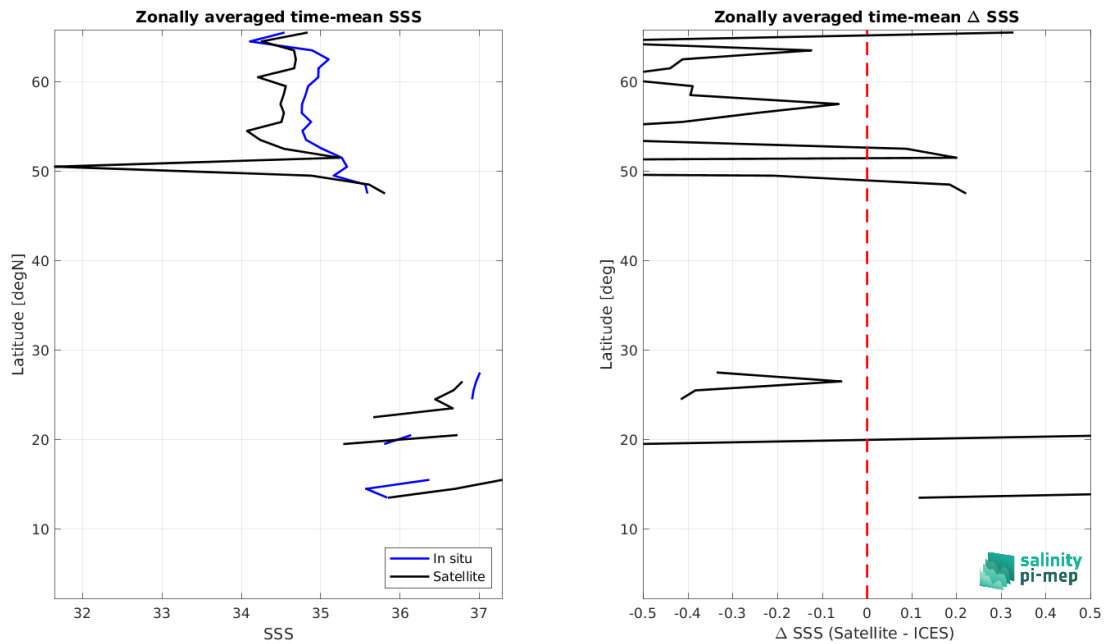 Zonally averaged time-mean SSS
60
50
40
30
20
10
Latitude [degN]
32
33
34
35
36
37
SSS
In situ
Satellite
Zonally averaged time-mean Δ SSS
60
50
40
30
20
10
Latitude [deg]
-0.5
-0.4
-0.3
-0.2
-0.1
0
0.1
0.2
0.3
0.4
0.5
Δ SSS (Satellite - ICES)
salinity
pi-mep